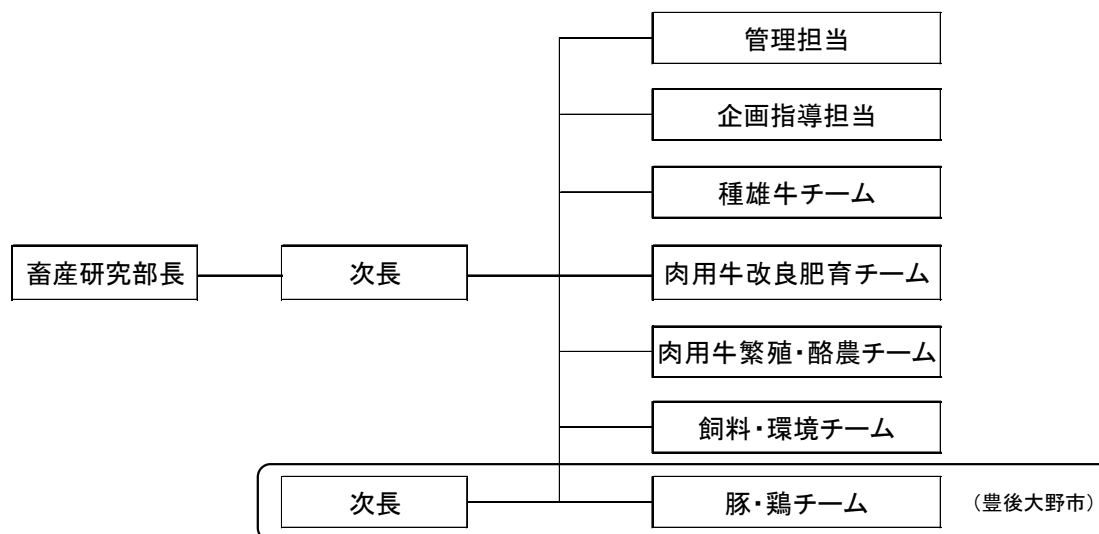 管理担当
企画指導担当
種雄牛チーム
畜産研究部長
次長
肉用牛改良肥育チーム
肉用牛繁殖・酪農チーム
飼料・環境チーム
次長
豚・鶏チーム
(豊後大野市)